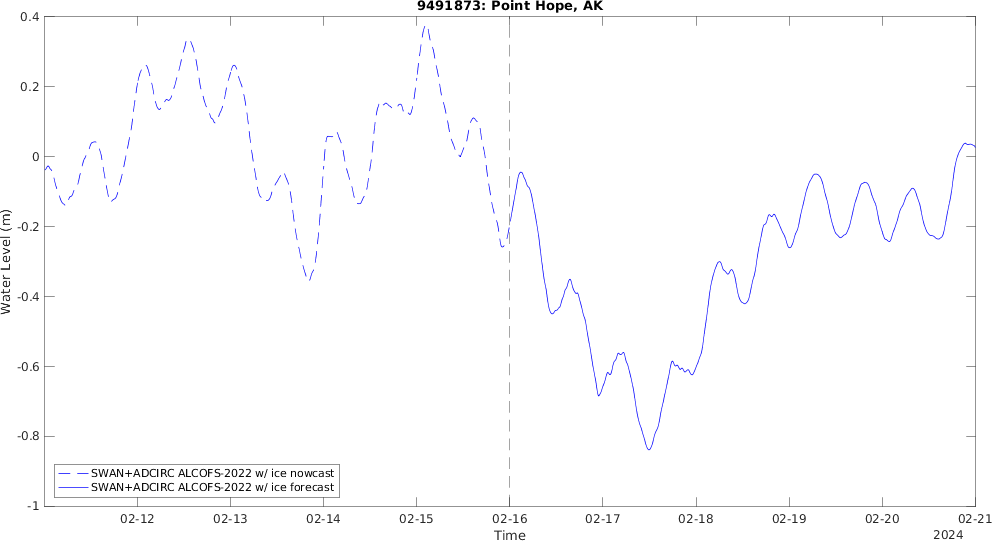 9491873: Point Hope, AK
0.4
0.2
0
-0.2
-0.4
-0.6
-0.8
-1
Water Level (m)
SWAN+ADCIRC ALCOFS-2022 w/ ice nowcast
SWAN+ADCIRC ALCOFS-2022 w/ ice forecast
02-12 02-13 02-14 02-15 02-16 02-17 02-18 02-19 02-20 02-21
Time
2024